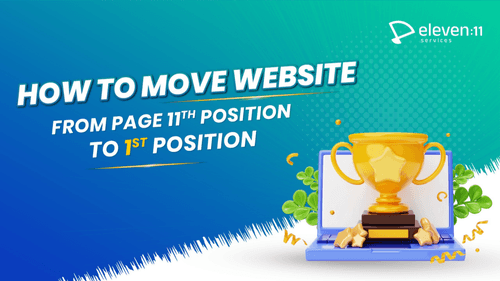 eleven:11
services
HOW TO MOVE WEBSITE
FROM PAGE 11TH POSITION
TO 1ST POSITION